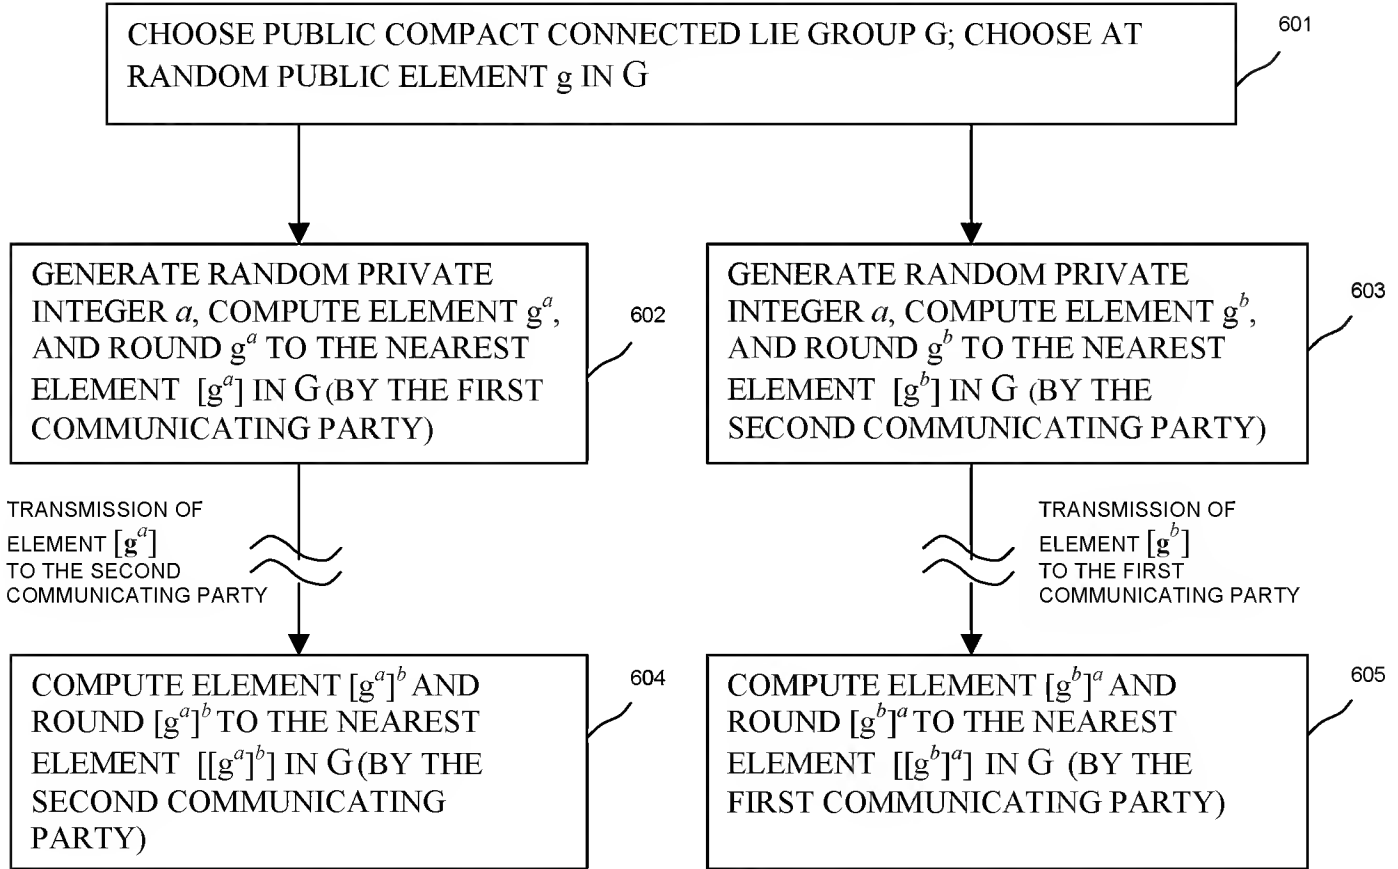 CHOOSE PUBLIC COMPACT CONNECTED LIE GROUP G; CHOOSE AT
RANDOM PUBLIC ELEMENT g IN G
601
GENERATE RANDOM PRIVATE
INTEGER a, COMPUTE ELEMENT g^a,
AND ROUND g^a TO THE NEAREST
ELEMENT [g^a] IN G (BY THE FIRST
COMMUNICATING PARTY)
602
GENERATE RANDOM PRIVATE
INTEGER a, COMPUTE ELEMENT g^b,
AND ROUND g^b TO THE NEAREST
ELEMENT [g^b] IN G (BY THE
SECOND COMMUNICATING PARTY)
603
TRANSMISSION OF
ELEMENT [g^a]
TO THE SECOND
COMMUNICATING PARTY
TRANSMISSION OF
ELEMENT [g^b]
TO THE FIRST
COMMUNICATING PARTY
COMPUTE ELEMENT [g^a]^b AND
ROUND [g^a]^b TO THE NEAREST
ELEMENT [[g^a]^b] IN G (BY THE
SECOND COMMUNICATING
PARTY)
604
COMPUTE ELEMENT [g^b]^a AND
ROUND [g^b]^a TO THE NEAREST
ELEMENT [[g^b]^a] IN G (BY THE
FIRST COMMUNICATING PARTY)
605